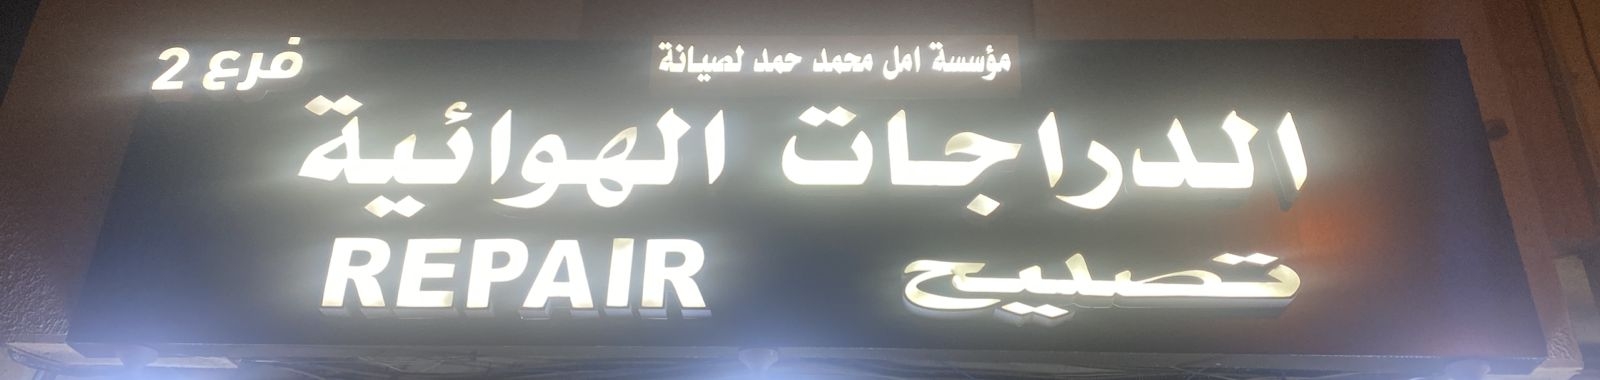 مؤسسة امل محمد حمد لصيانة
فرع 2
الدراجات الهوائية
تصليح
REPAIR